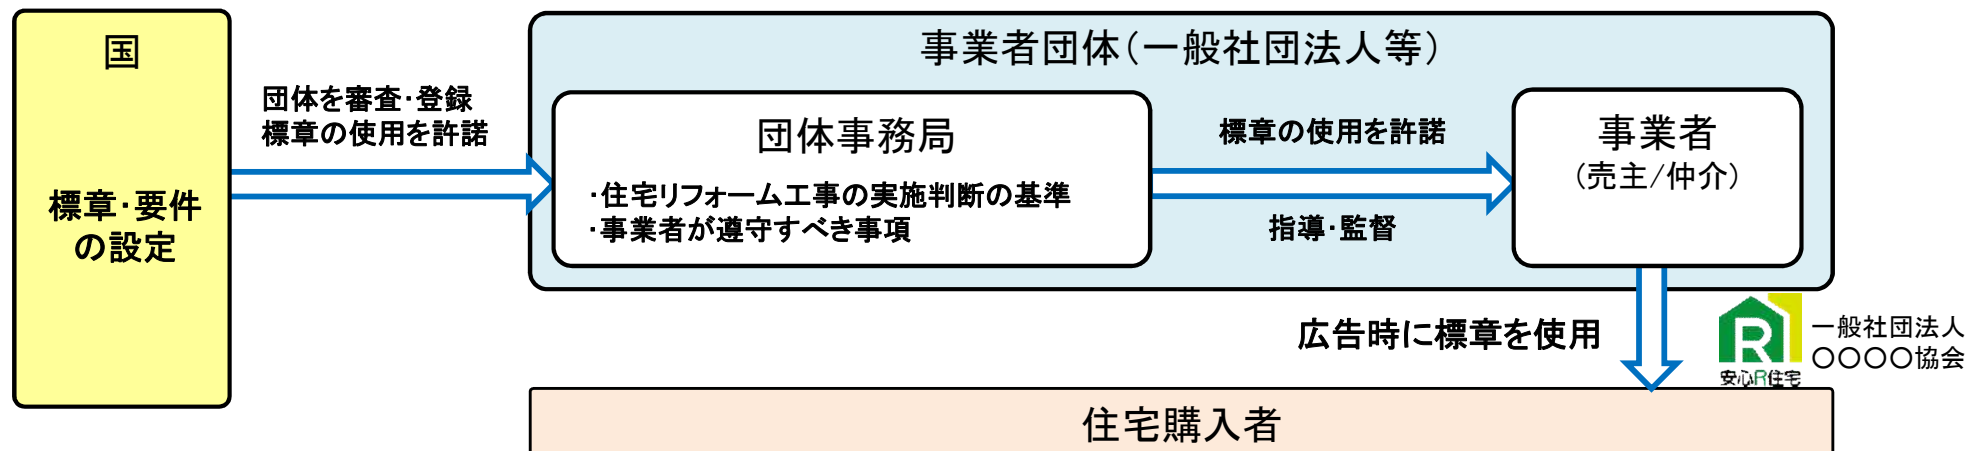 国
標章・要件
の設定
団体を審査・登録
標章の使用を許諾
事業者団体（一般社団法人等）
団体事務局
・住宅リフォーム工事の実施判断の基準
・事業者が遵守すべき事項
標章の使用を許諾
指導・監督
事業者
（売主/仲介）
広告時に標章を使用
R
安心R住宅
一般社団法人
〇〇〇〇協会
住宅購入者